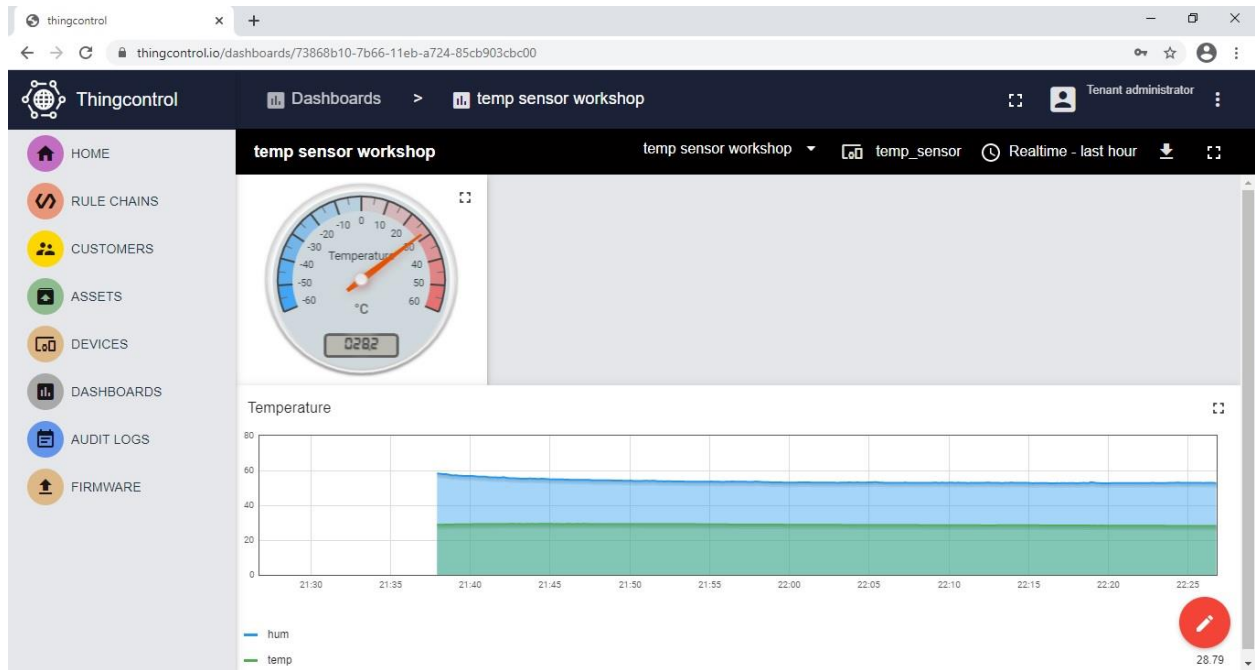 thingcontrol
thingcontrol.io/dashboards/73868b10-7b66-11eb-a724-85cb903cbc00
Thingcontrol
Dashboards > temp sensor workshop
Tenant administrator
HOME
RULE CHAINS
CUSTOMERS
ASSETS
DEVICES
DASHBOARDS
AUDIT LOGS
FIRMWARE
temp sensor workshop
temp sensor workshop
temp_sensor
Realtime - last hour
-60 -50 -40 -30 -20 -10 0 10 20 30 40 50 60
Temperature
°C
028.2
Temperature
80
60
40
20
0
21:30 21:35 21:40 21:45 21:50 21:55 22:00 22:05 22:10 22:15 22:20 22:25
hum
temp 28.79